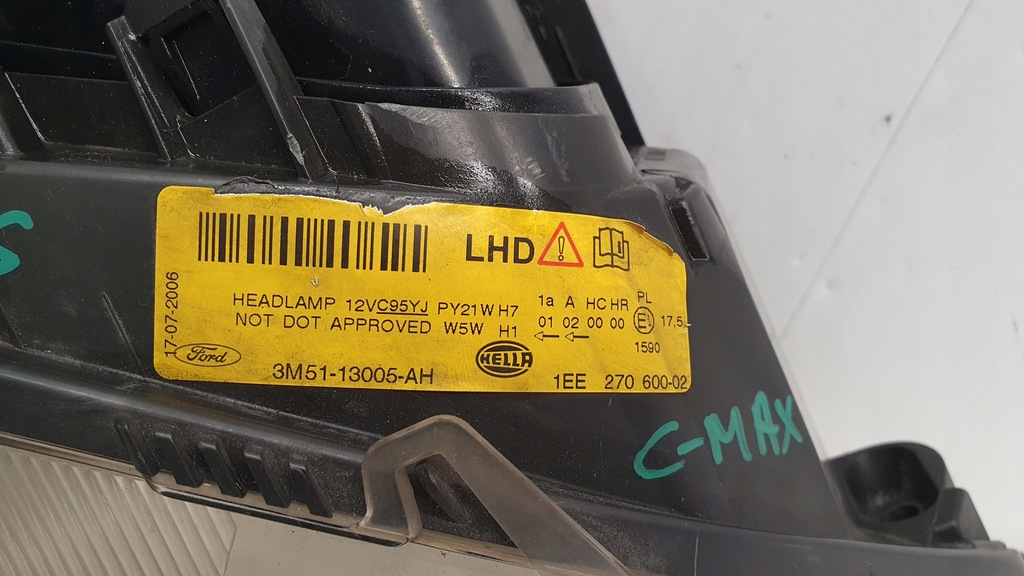 S
17-07-2006
LHD
HEADLAMP 12VC95YJ PY21W H7
NOT DOT APPROVED W5W H1
1a A HC HR PL
01 02 00 00 E1 17,5
← ← 1590
Ford
3M51-13005-AH
HELLA
1EE 270 600-02
C-MAX